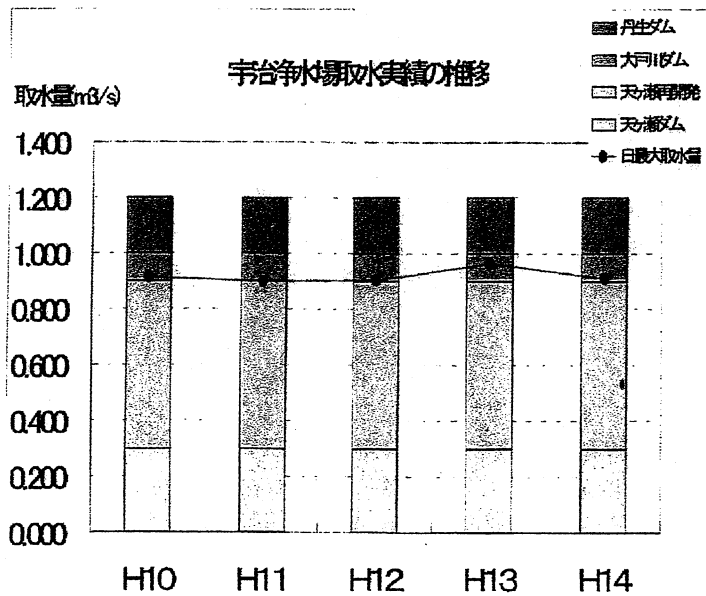 宇治浄水場取水実績の推移
取水量(m3/s)
丹生ダム
大戸川ダム
天ヶ瀬再開発
天ヶ瀬ダム
日最大取水量
1.400
1.200
1.000
0.800
0.600
0.400
0.200
0.000
H10 H11 H12 H13 H14